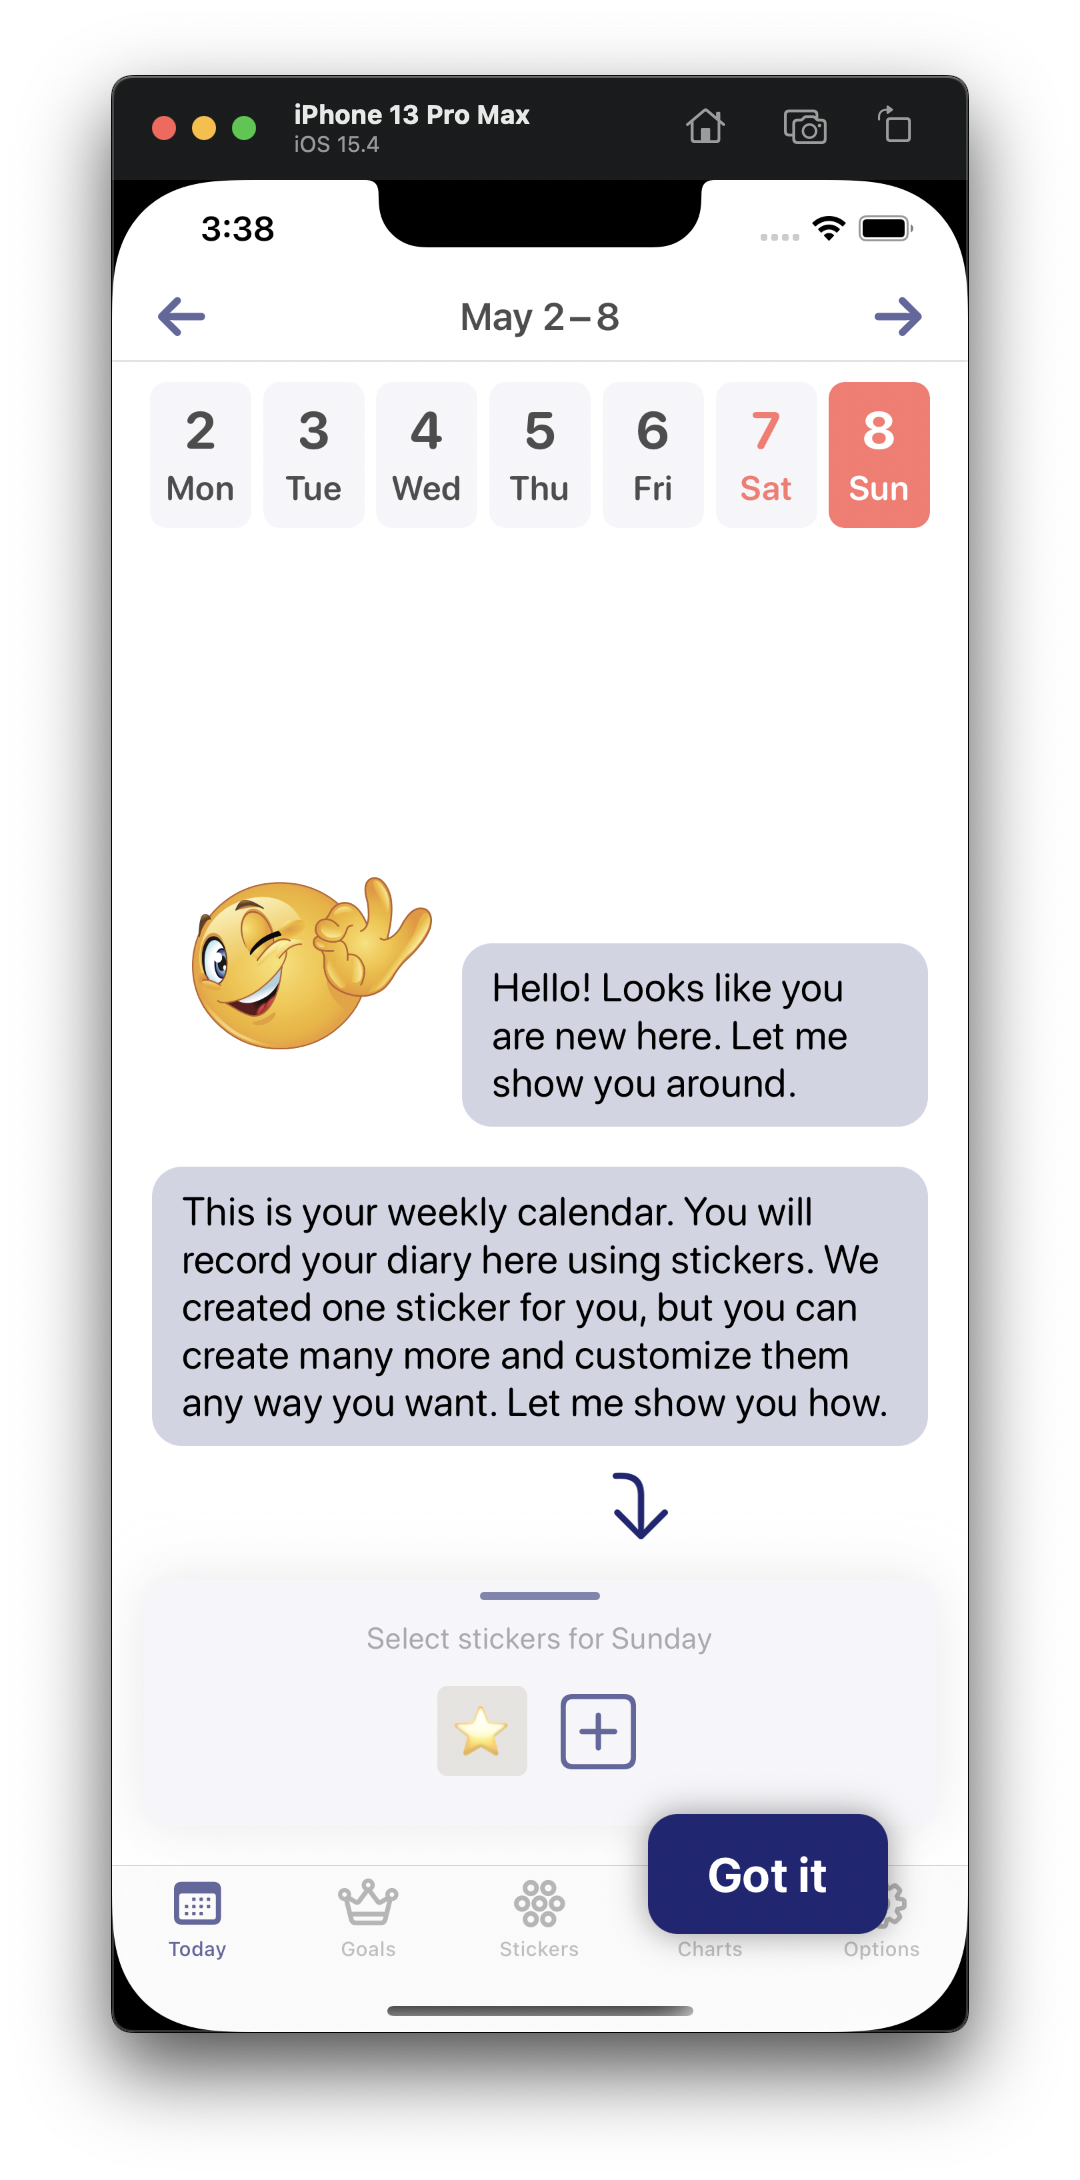 iPhone 13 Pro Max
iOS 15.4
3:38
May 2–8
2 3 4 5 6 7 8
Mon Tue Wed Thu Fri Sat Sun
Hello! Looks like you
are new here. Let me
show you around.
This is your weekly calendar. You will
record your diary here using stickers. We
created one sticker for you, but you can
create many more and customize them
any way you want. Let me show you how.
Select stickers for Sunday
Got it
Today Goals Stickers Charts Options